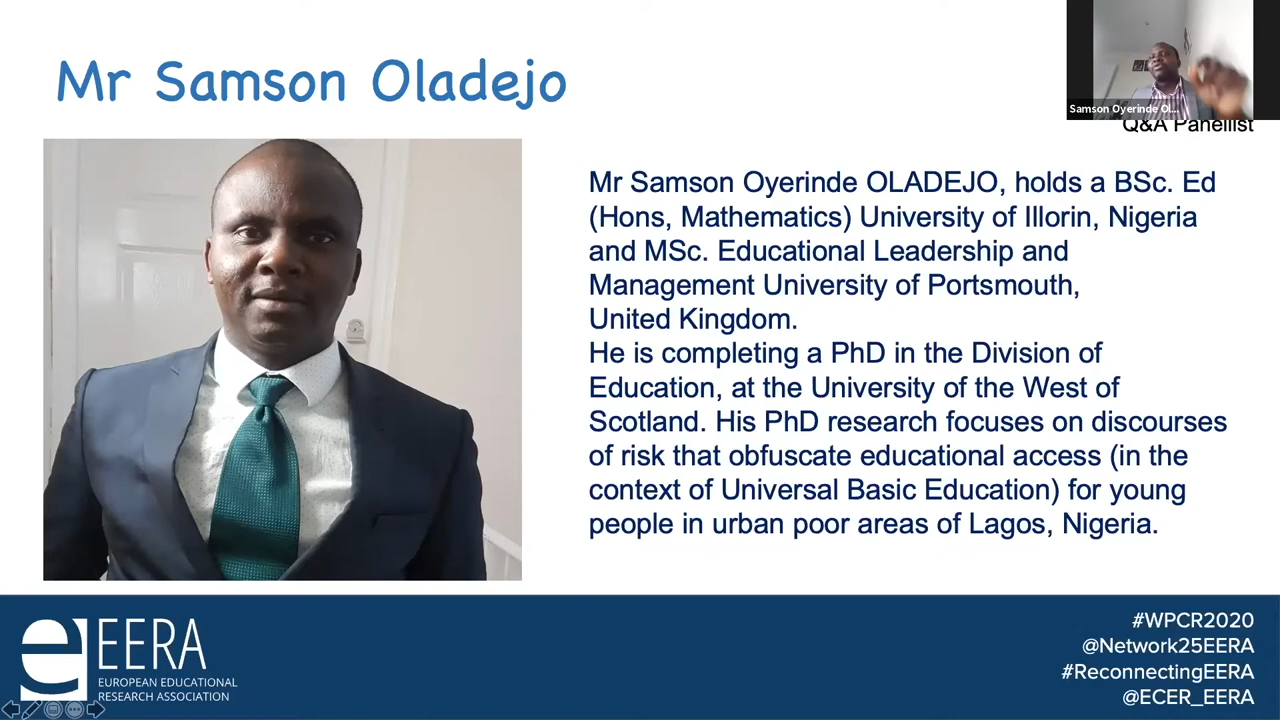 Mr Samson Oladejo
Samson Oyerinde Ol...
Q&A Panellist
Mr Samson Oyerinde OLADEJO, holds a BSc. Ed
(Hons, Mathematics) University of Illorin, Nigeria
and MSc. Educational Leadership and
Management University of Portsmouth,
United Kingdom.
He is completing a PhD in the Division of
Education, at the University of the West of
Scotland. His PhD research focuses on discourses
of risk that obfuscate educational access (in the
context of Universal Basic Education) for young
people in urban poor areas of Lagos, Nigeria.
EERA
EUROPEAN EDUCATIONAL
RESEARCH ASSOCIATION
#WPCR2020
@Network25EERA
#ReconnectingEERA
@ECER_EERA